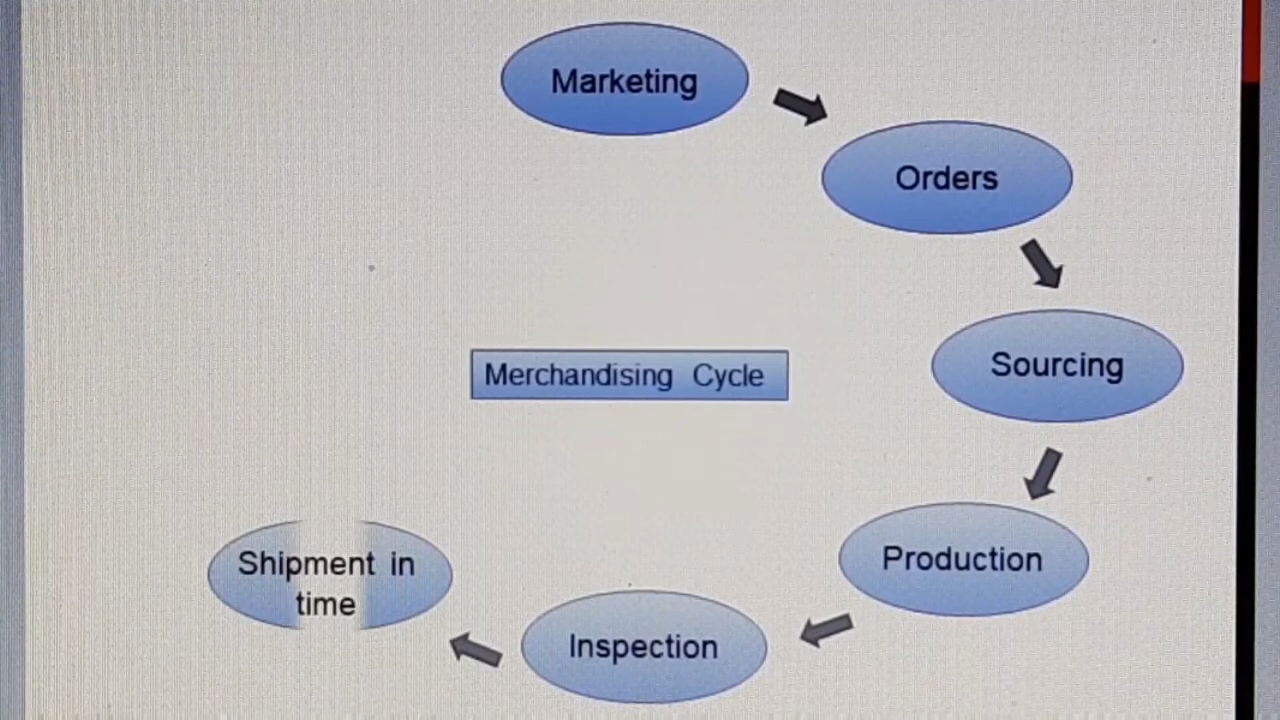 Marketing
Orders
Sourcing
Merchandising Cycle
Production
Shipment in
time
Inspection